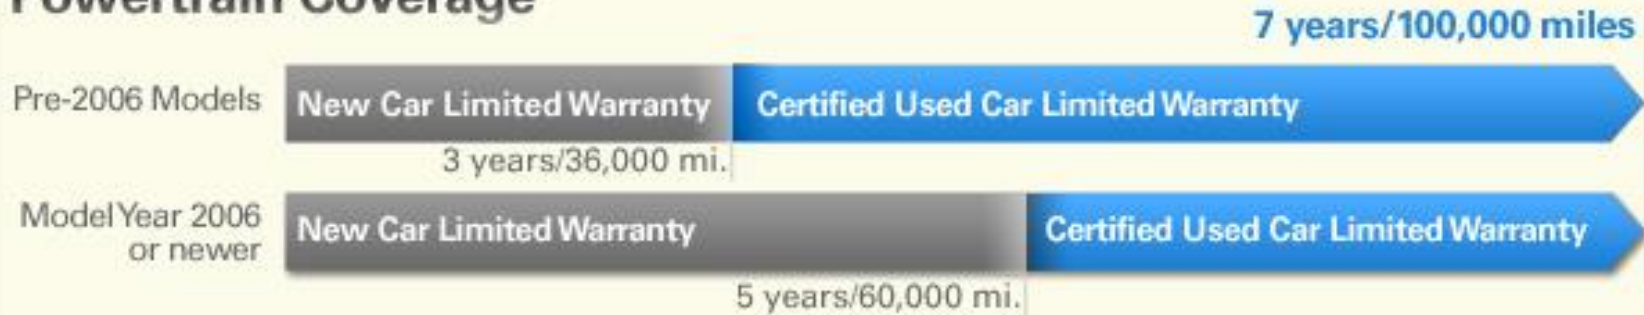 Powertrain Coverage
7 years/100,000 miles
Pre-2006 Models
New Car Limited Warranty
Certified Used Car Limited Warranty
3 years/36,000 mi.
Model Year 2006
or newer
New Car Limited Warranty
Certified Used Car Limited Warranty
5 years/60,000 mi.